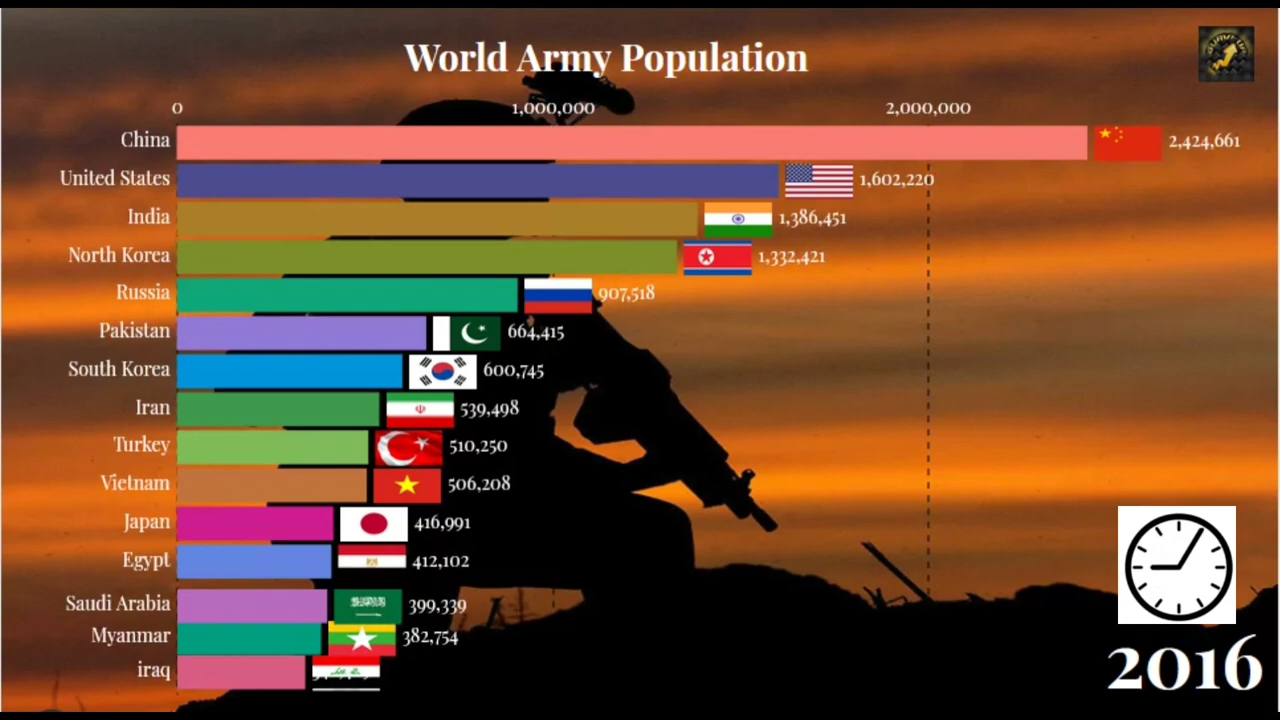 World Army Population
0 1,000,000 2,000,000
China 2,424,661
United States 1,602,220
India 1,386,451
North Korea 1,332,421
Russia 907,518
Pakistan 664,415
South Korea 600,745
Iran 539,498
Turkey 510,250
Vietnam 506,208
Japan 416,991
Egypt 412,102
Saudi Arabia 399,339
Myanmar 382,754
iraq
2016